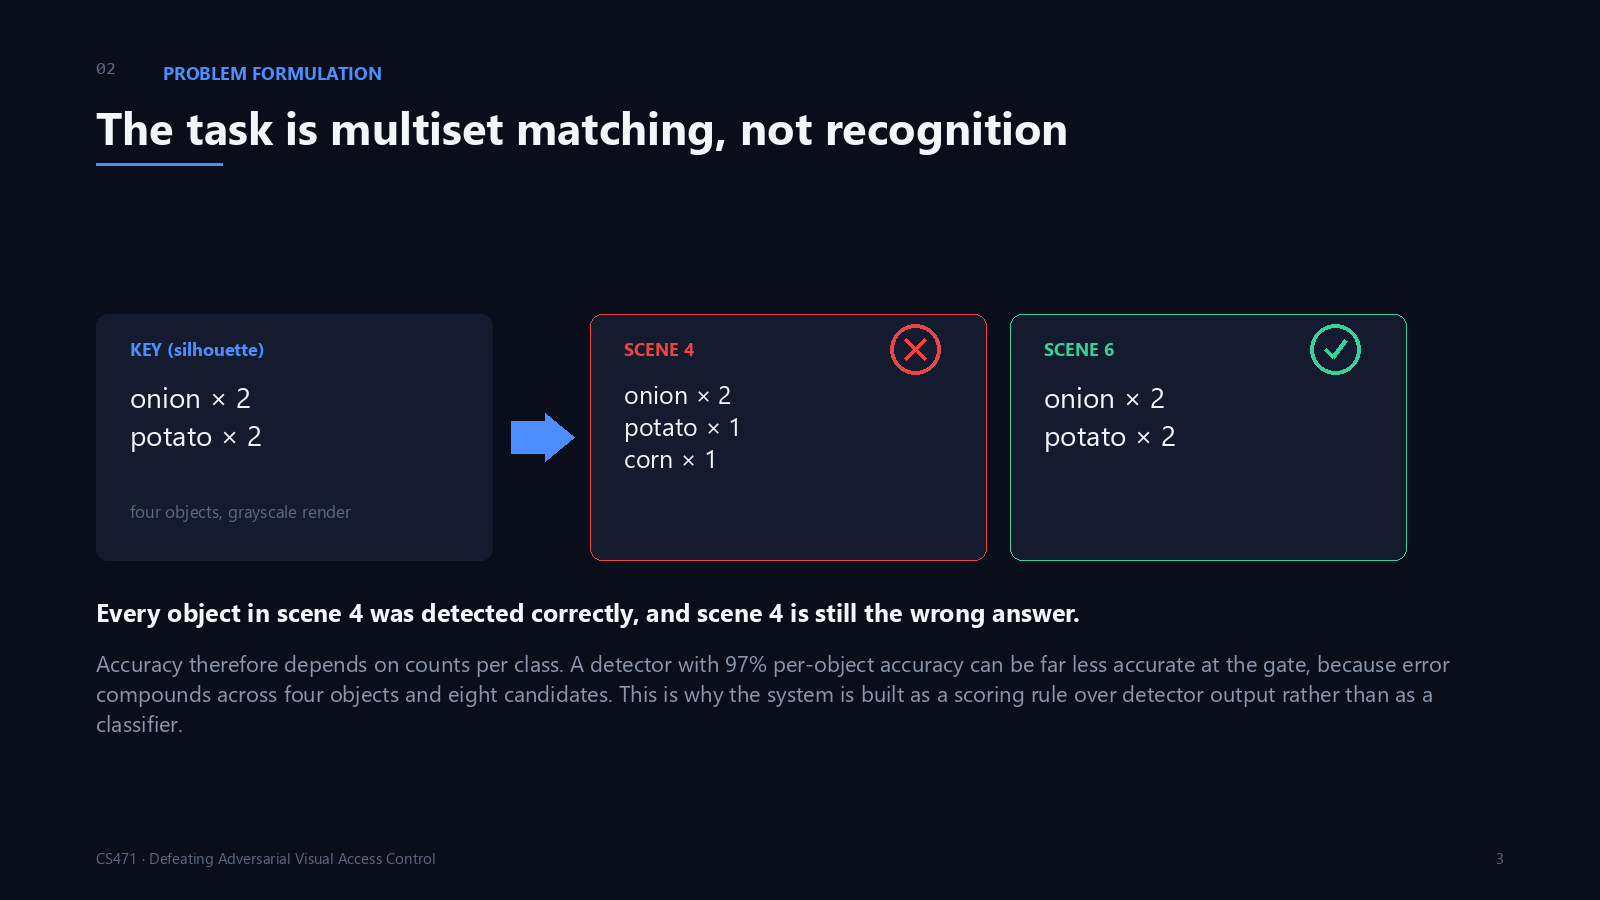 02
PROBLEM FORMULATION
The task is multiset matching, not recognition
KEY (silhouette)
onion × 2
potato × 2
four objects, grayscale render
SCENE 4
onion × 2
potato × 1
corn × 1
SCENE 6
onion × 2
potato × 2
Every object in scene 4 was detected correctly, and scene 4 is still the wrong answer.
Accuracy therefore depends on counts per class. A detector with 97% per-object accuracy can be far less accurate at the gate, because error
compounds across four objects and eight candidates. This is why the system is built as a scoring rule over detector output rather than as a
classifier.
CS471 · Defeating Adversarial Visual Access Control
3